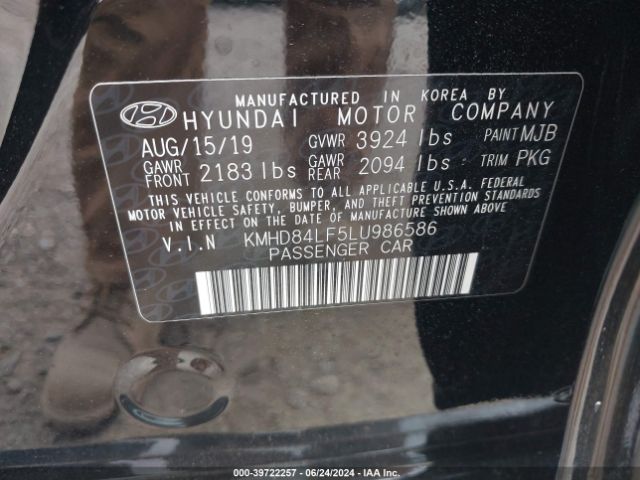 MANUFACTURED IN KOREA BY
HYUNDAI MOTOR COMPANY
AUG/15/19 GVWR 3924 lbs PAINT MJB
GAWR FRONT 2183 lbs GAWR REAR 2094 lbs TRIM PKG
THIS VEHICLE CONFORMS TO ALL APPLICABLE U.S.A. FEDERAL
MOTOR VEHICLE SAFETY, BUMPER, AND THEFT PREVENTION STANDARDS
IN EFFECT ON THE DATE OF MANUFACTURE SHOWN ABOVE.
V.I.N KMHD84LF5LU986586
PASSENGER CAR
000-39722257 - 06/24/2024 - IAA Inc.